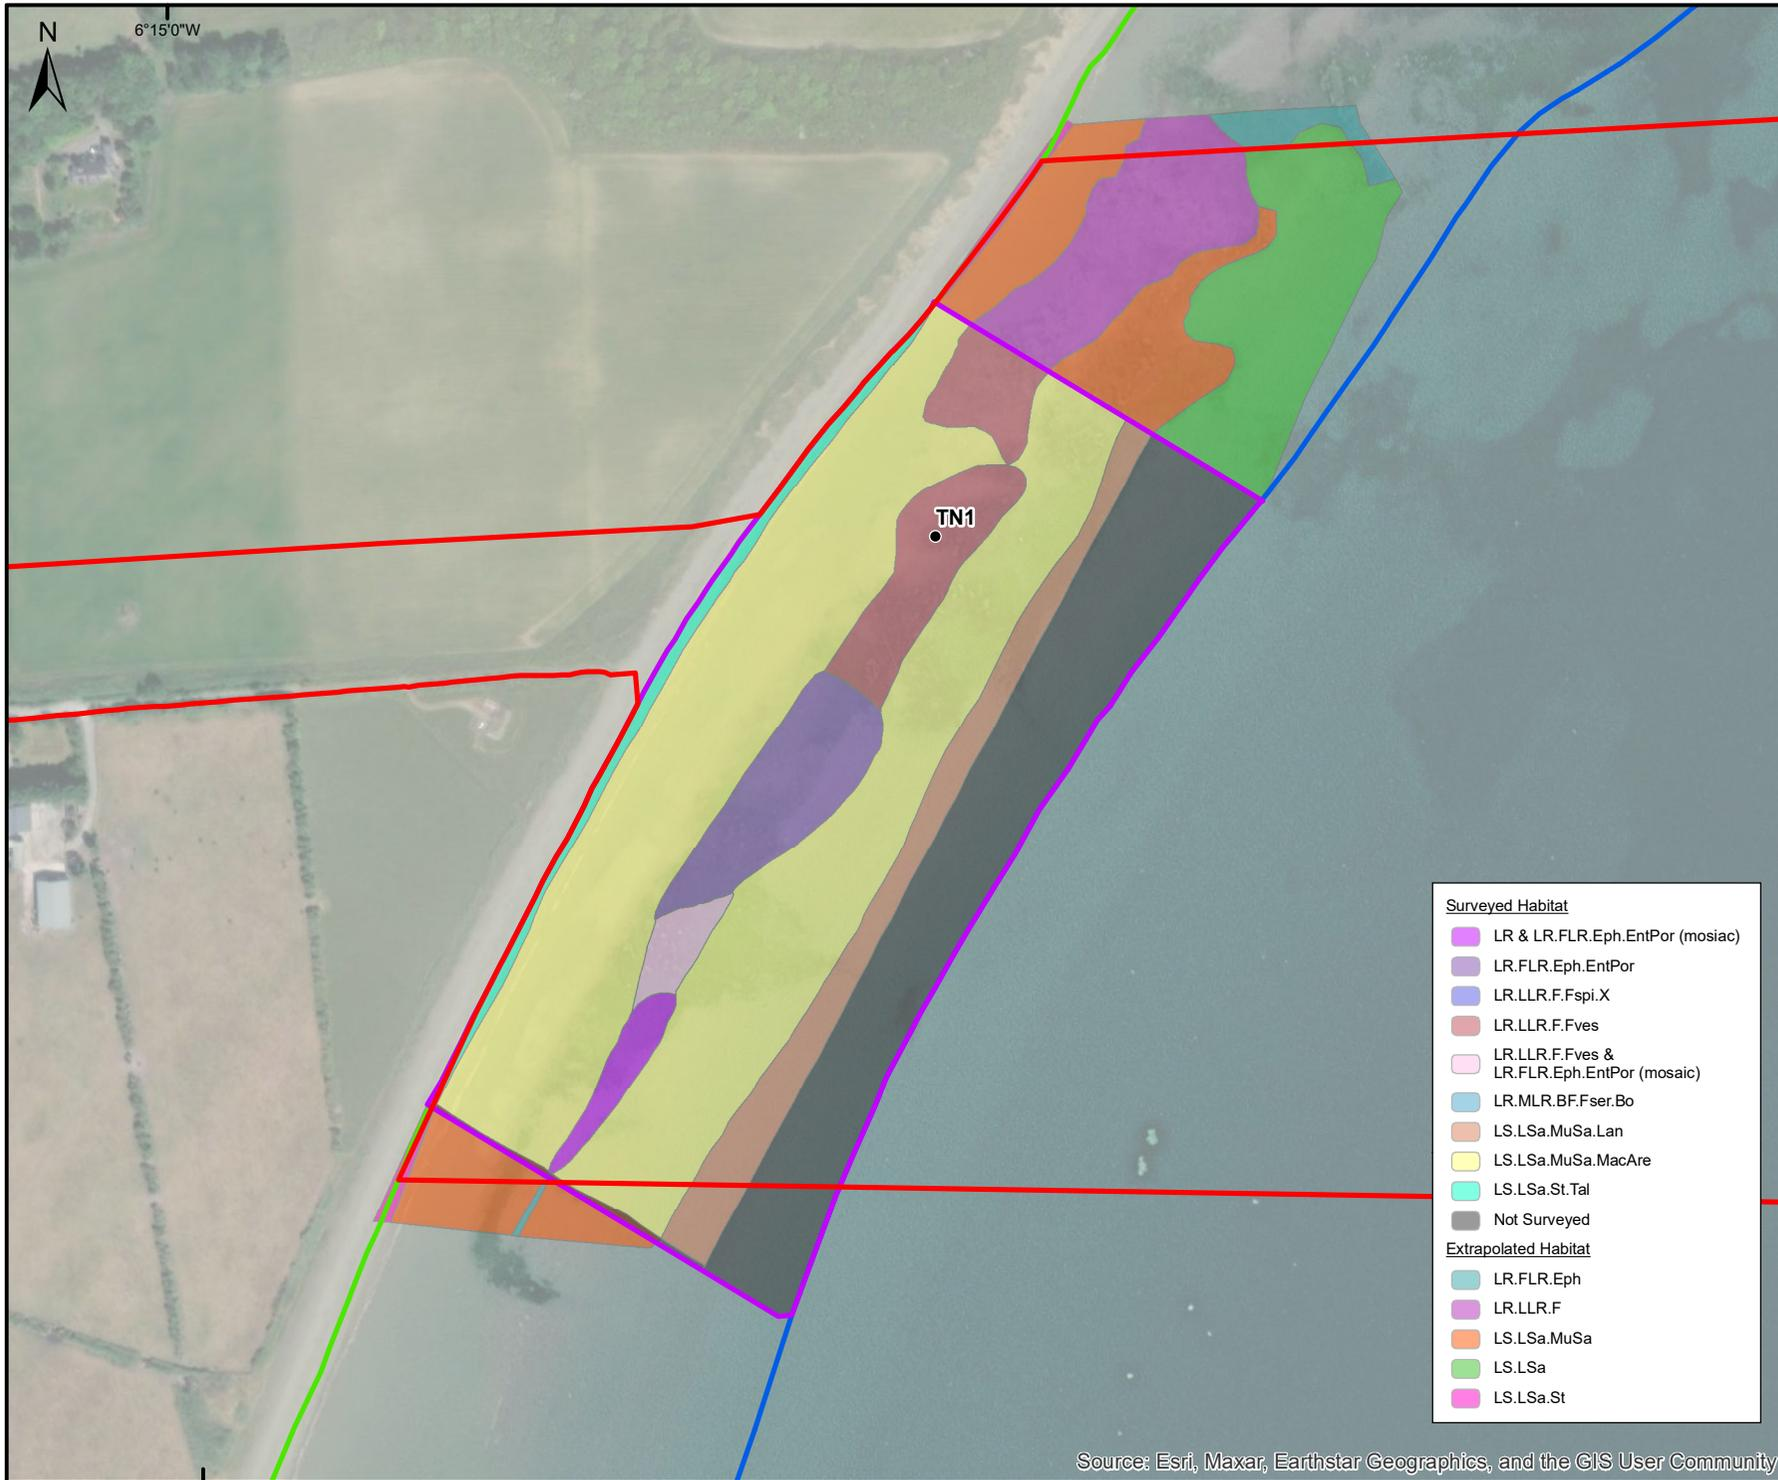 N
6°15'0"W
TN1
Surveyed Habitat
LR & LR.FLR.Eph.EntPor (mosiac)
LR.FLR.Eph.EntPor
LR.LLR.F.Fspi.X
LR.LLR.F.Fves
LR.LLR.F.Fves &
LR.FLR.Eph.EntPor (mosaic)
LR.MLR.BF.Fser.Bo
LS.LSa.MuSa.Lan
LS.LSa.MuSa.MacAre
LS.LSa.St.Tal
Not Surveyed
Extrapolated Habitat
LR.FLR.Eph
LR.LLR.F
LS.LSa.MuSa
LS.LSa
LS.LSa.St
Source: Esri, Maxar, Earthstar Geographics, and the GIS User Community